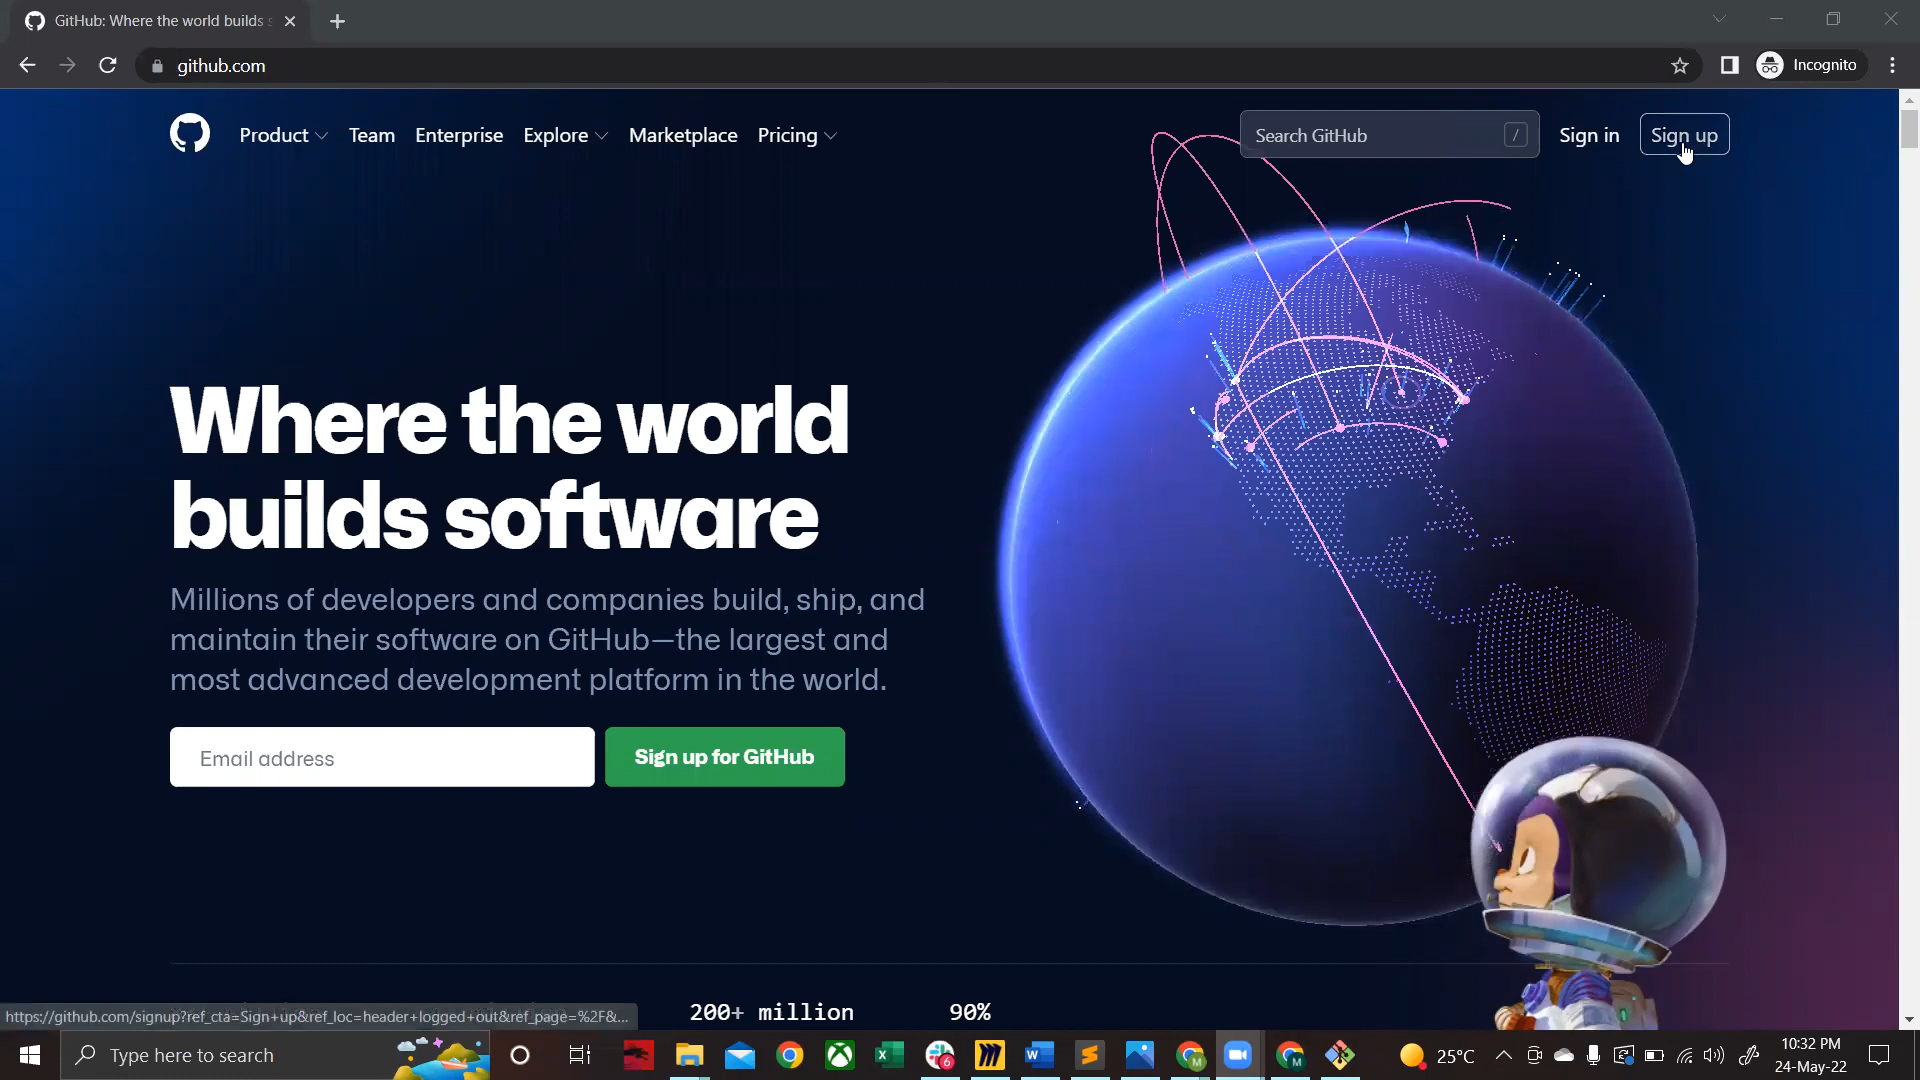 GitHub: Where the world builds s
github.com
Incognito
Product
Team
Enterprise
Explore
Marketplace
Pricing
Search GitHub
/
Sign in
Sign up
Where the world
builds software
Millions of developers and companies build, ship, and
maintain their software on GitHub—the largest and
most advanced development platform in the world.
Email address
Sign up for GitHub
200+ million
90%
https://github.com/signup?ref_cta=Sign+up&ref_loc=header+logged+out&ref_page=%2F&...
Type here to search
6
25°C
10:32 PM
24-May-22